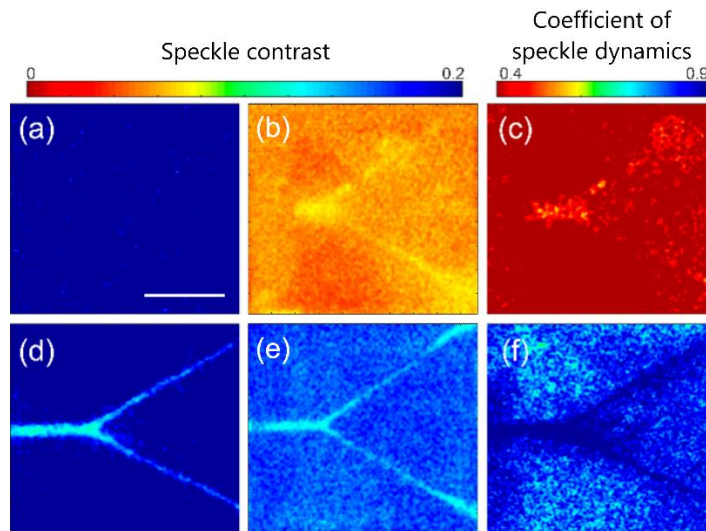 Speckle contrast
Coefficient of
speckle dynamics
0
0.2
0.4
0.9
(a)
(b)
(c)
(d)
(e)
(f)